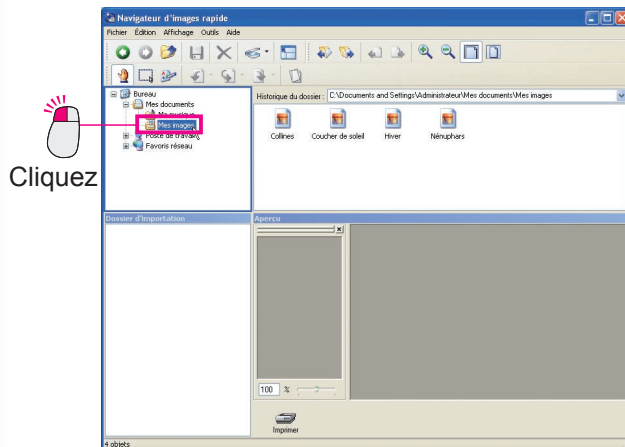 Navigateur d'images rapide
Fichier Édition Affichage Outils Aide
Bureau
Mes documents
Ma musique
Mes images
Poste de travail
Favoris réseau
Historique du dossier : C:\Documents and Settings\Administrateur\Mes documents\Mes images
Collines Coucher de soleil Hiver Nénuphars
Cliquez
Dossier d'importation
Aperçu
100 %
Imprimer
4 objets